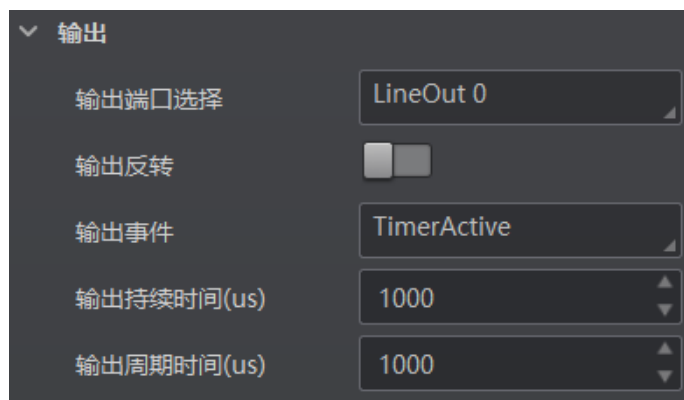 输出
输出端口选择 LineOut 0
输出反转
输出事件 TimerActive
输出持续时间(us) 1000
输出周期时间(us) 1000